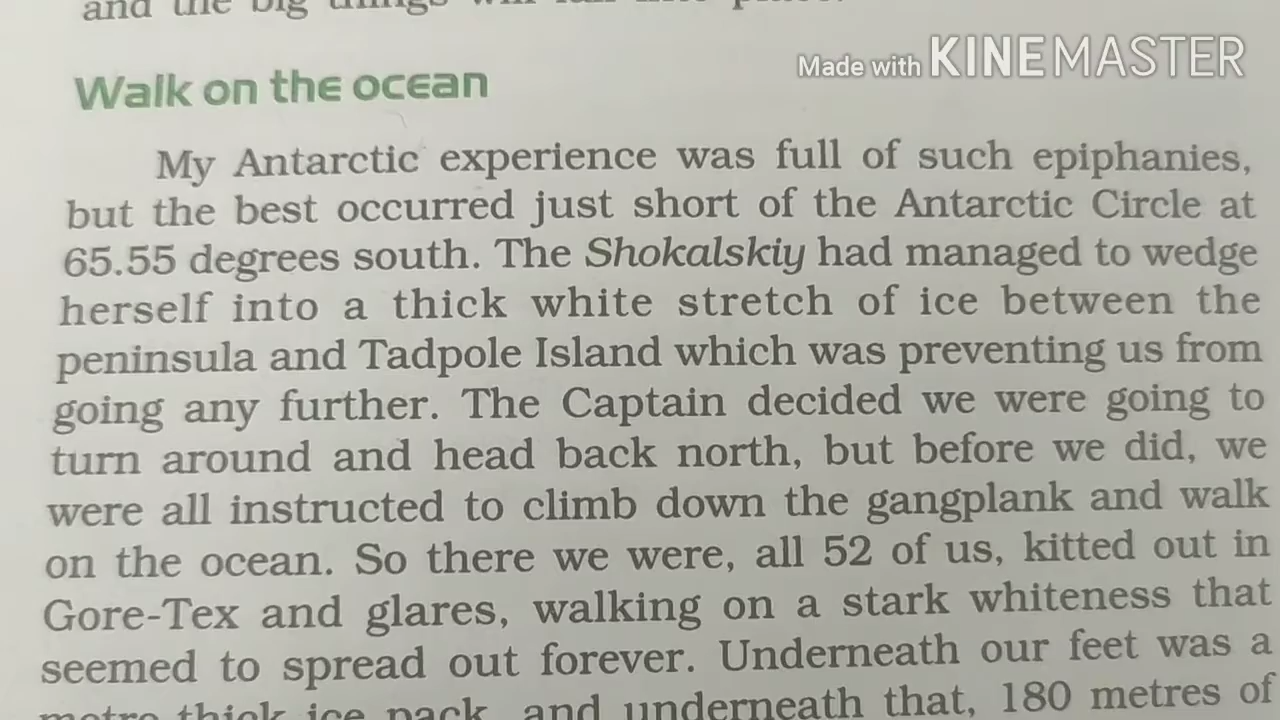 and the big things will fall into place.
Made with KINEMASTER
Walk on the ocean
My Antarctic experience was full of such epiphanies,
but the best occurred just short of the Antarctic Circle at
65.55 degrees south. The Shokalskiy had managed to wedge
herself into a thick white stretch of ice between the
peninsula and Tadpole Island which was preventing us from
going any further. The Captain decided we were going to
turn around and head back north, but before we did, we
were all instructed to climb down the gangplank and walk
on the ocean. So there we were, all 52 of us, kitted out in
Gore-Tex and glares, walking on a stark whiteness that
seemed to spread out forever. Underneath our feet was a
metre thick ice pack, and underneath that, 180 metres of